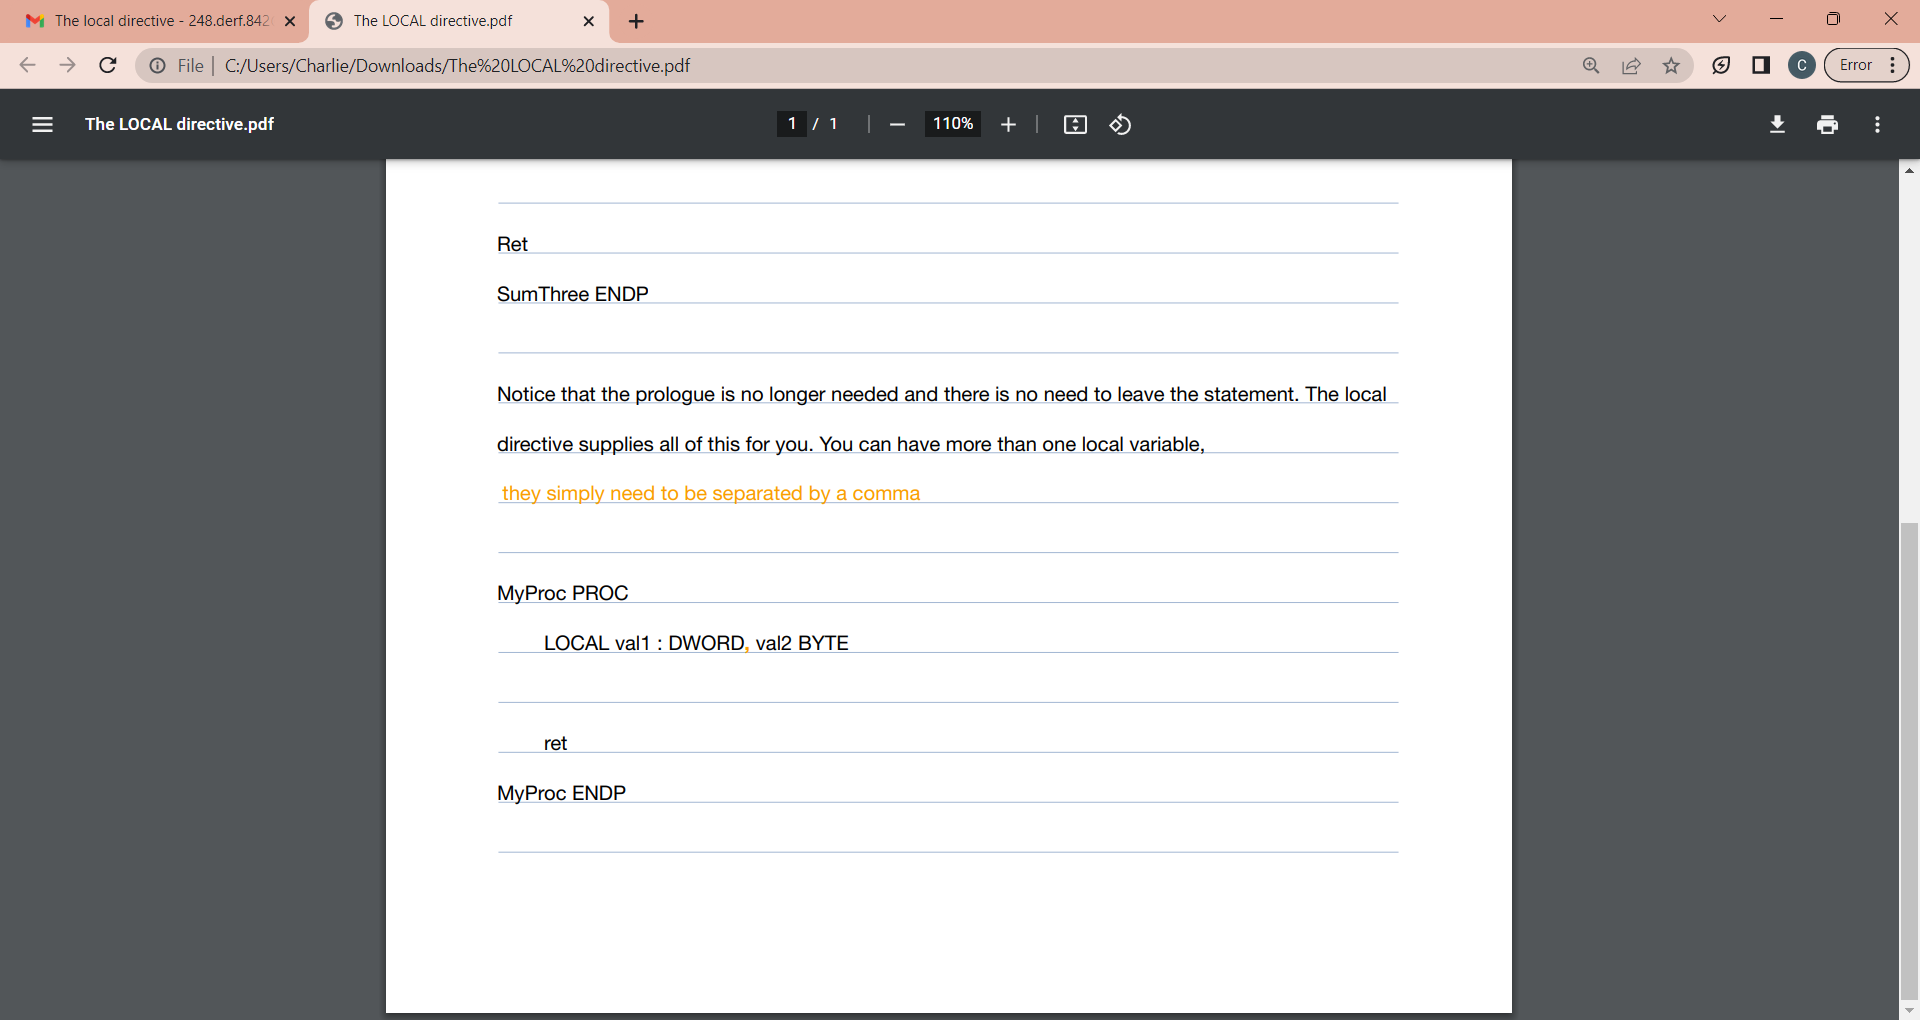 The local directive - 248.derf.842
The LOCAL directive.pdf
File
C:/Users/Charlie/Downloads/The%20LOCAL%20directive.pdf
C
Error
The LOCAL directive.pdf
1 / 1
110%
Ret
SumThree ENDP
Notice that the prologue is no longer needed and there is no need to leave the statement. The local
directive supplies all of this for you. You can have more than one local variable,
they simply need to be separated by a comma
MyProc PROC
LOCAL val1 : DWORD, val2 BYTE
ret
MyProc ENDP